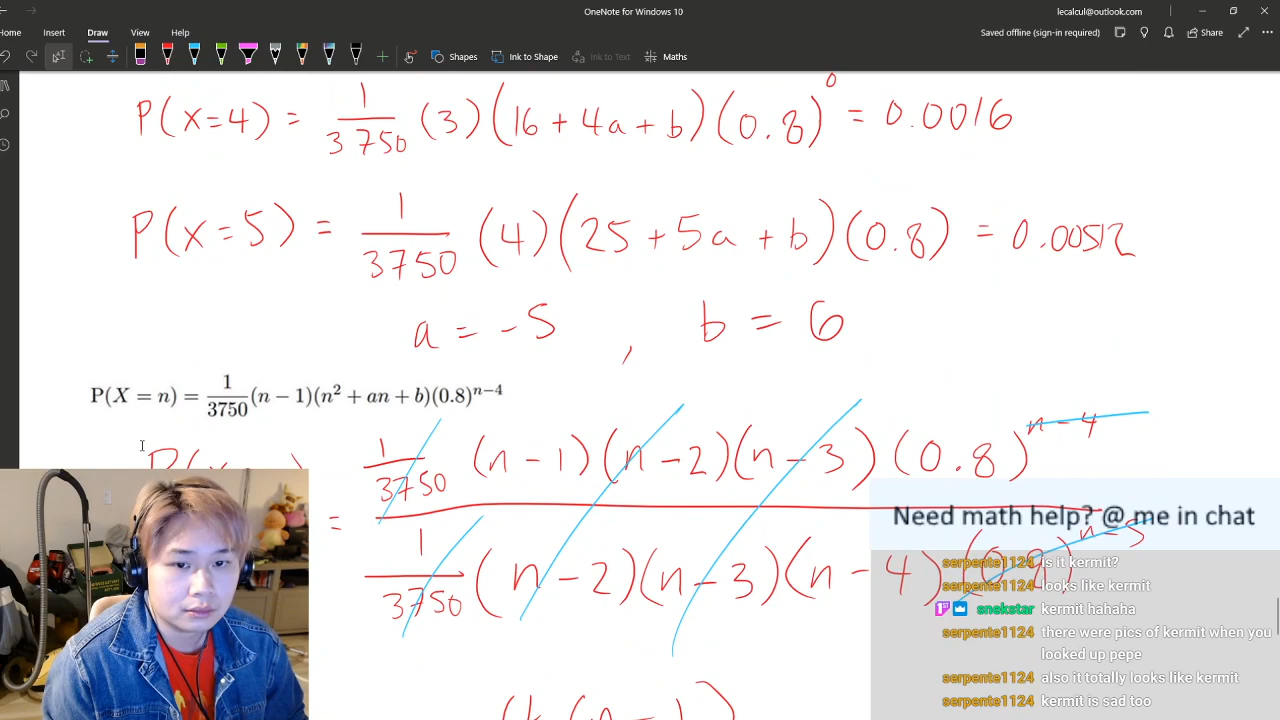 OneNote for Windows 10
lecalcul@outlook.com
Home Insert Draw View Help
Saved offline (sign-in required) Share
Shapes Ink to Shape Ink to Text Maths
P(X=4) = 1/3750 (3)(16 + 4a + b)(0.8)^0 = 0.0016
P(X=5) = 1/3750 (4)(25 + 5a + b)(0.8) = 0.00512
a = -5 , b = 6
P(X = n) = 1/3750 (n − 1)(n² + an + b)(0.8)^(n−4)
1/3750 (n-1)(n-2)(n-3)(0.8)^(n-4)
=
1/3750 (n-2)(n-3)(n-4) n-5
(n-1)
Need math help? @ me in chat
serpente1124 is it kermit?
serpente1124 looks like kermit
snekstar kermit hahaha
serpente1124 there were pics of kermit when you
looked up pepe
serpente1124 also it totally looks like kermit
serpente1124 kermit is sad too